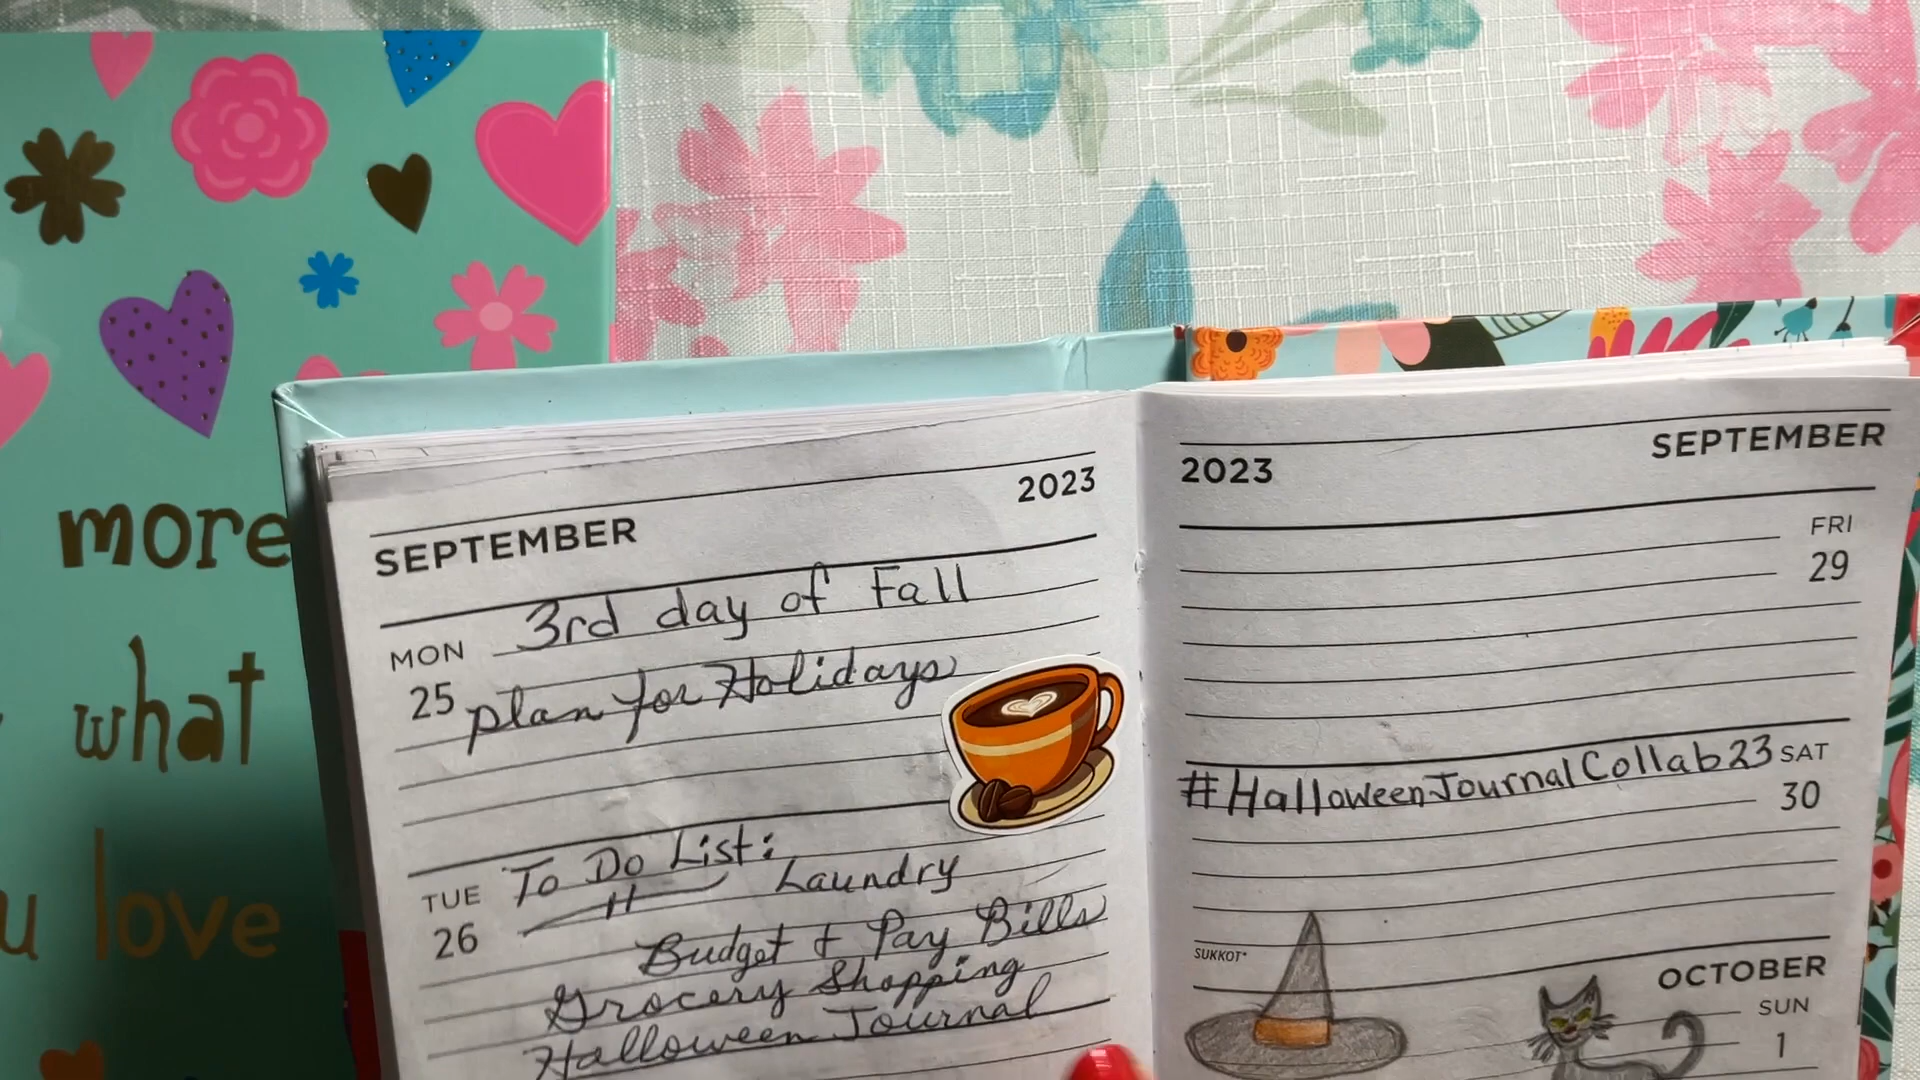 more
what
u love
SEPTEMBER 2023
MON 25
3rd day of Fall
plan for Holidays
TUE 26
To Do List:
Laundry
Budget & Pay Bills
Grocery Shopping
Halloween Journal
2023 SEPTEMBER
FRI
29
#HalloweenJournalCollab23 SAT
30
SUKKOT*
OCTOBER
SUN
1